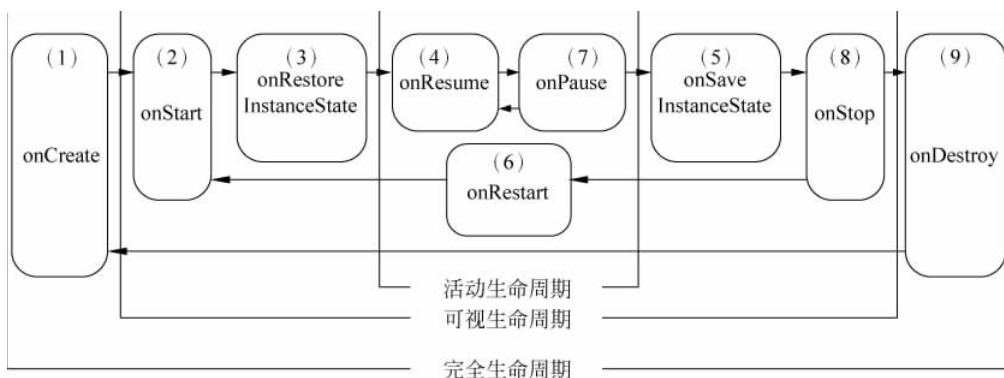 (1)
onCreate
(2)
onStart
(3)
onRestore
InstanceState
(4)
onResume
(7)
onPause
(5)
onSave
InstanceState
(8)
onStop
(9)
onDestroy
(6)
onRestart
活动生命周期
可视生命周期
完全生命周期